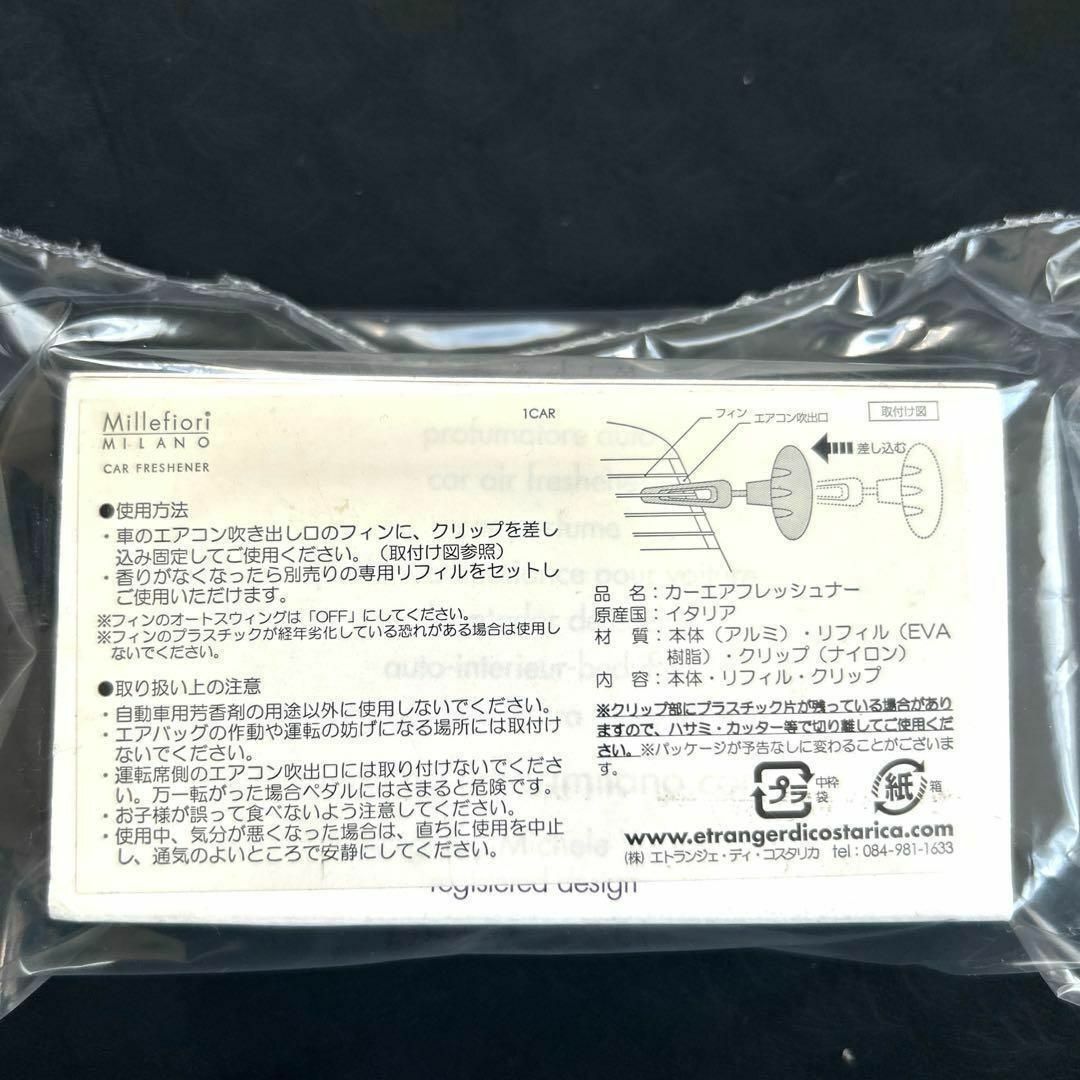 Millefiori
MILANO
CAR FRESHENER
1CAR
●使用方法
・車のエアコン吹き出し口のフィンに、クリップを差し
込み固定してご使用ください。（取付け図参照）
・香りがなくなったら別売りの専用リフィルをセットし
ご使用いただけます。
※フィンのオートスウィングは「OFF」にしてください。
※フィンのプラスチックが経年劣化している恐れがある場合は使用し
ないでください。
●取り扱い上の注意
・自動車用芳香剤の用途以外に使用しないでください。
・エアバッグの作動や運転の妨げになる場所には取付け
ないでください。
・運転席側のエアコン吹出口には取り付けないでくださ
い。万一転がった場合ペダルにはさまると危険です。
・お子様が誤って食べないよう注意してください。
・使用中、気分が悪くなった場合は、直ちに使用を中止
し、通気のよいところで安静にしてください。
フィン
エアコン吹出口
取付け図
差し込む
品　名：カーエアフレッシュナー
原産国：イタリア
材　質：本体（アルミ）・リフィル（EVA
樹脂）・クリップ（ナイロン）
内　容：本体・リフィル・クリップ
※クリップ部にプラスチック片が残っている場合があり
ますので、ハサミ・カッター等で切り離してご使用くだ
さい。※パッケージが予告なしに変わることがございま
す。
プラ 中枠
袋
紙 箱
www.etrangerdicostarica.com
(株) エトランジェ・ディ・コスタリカ tel：084-981-1633
profumatore auto
car air freshe
auto-interieur
Michele
registered design